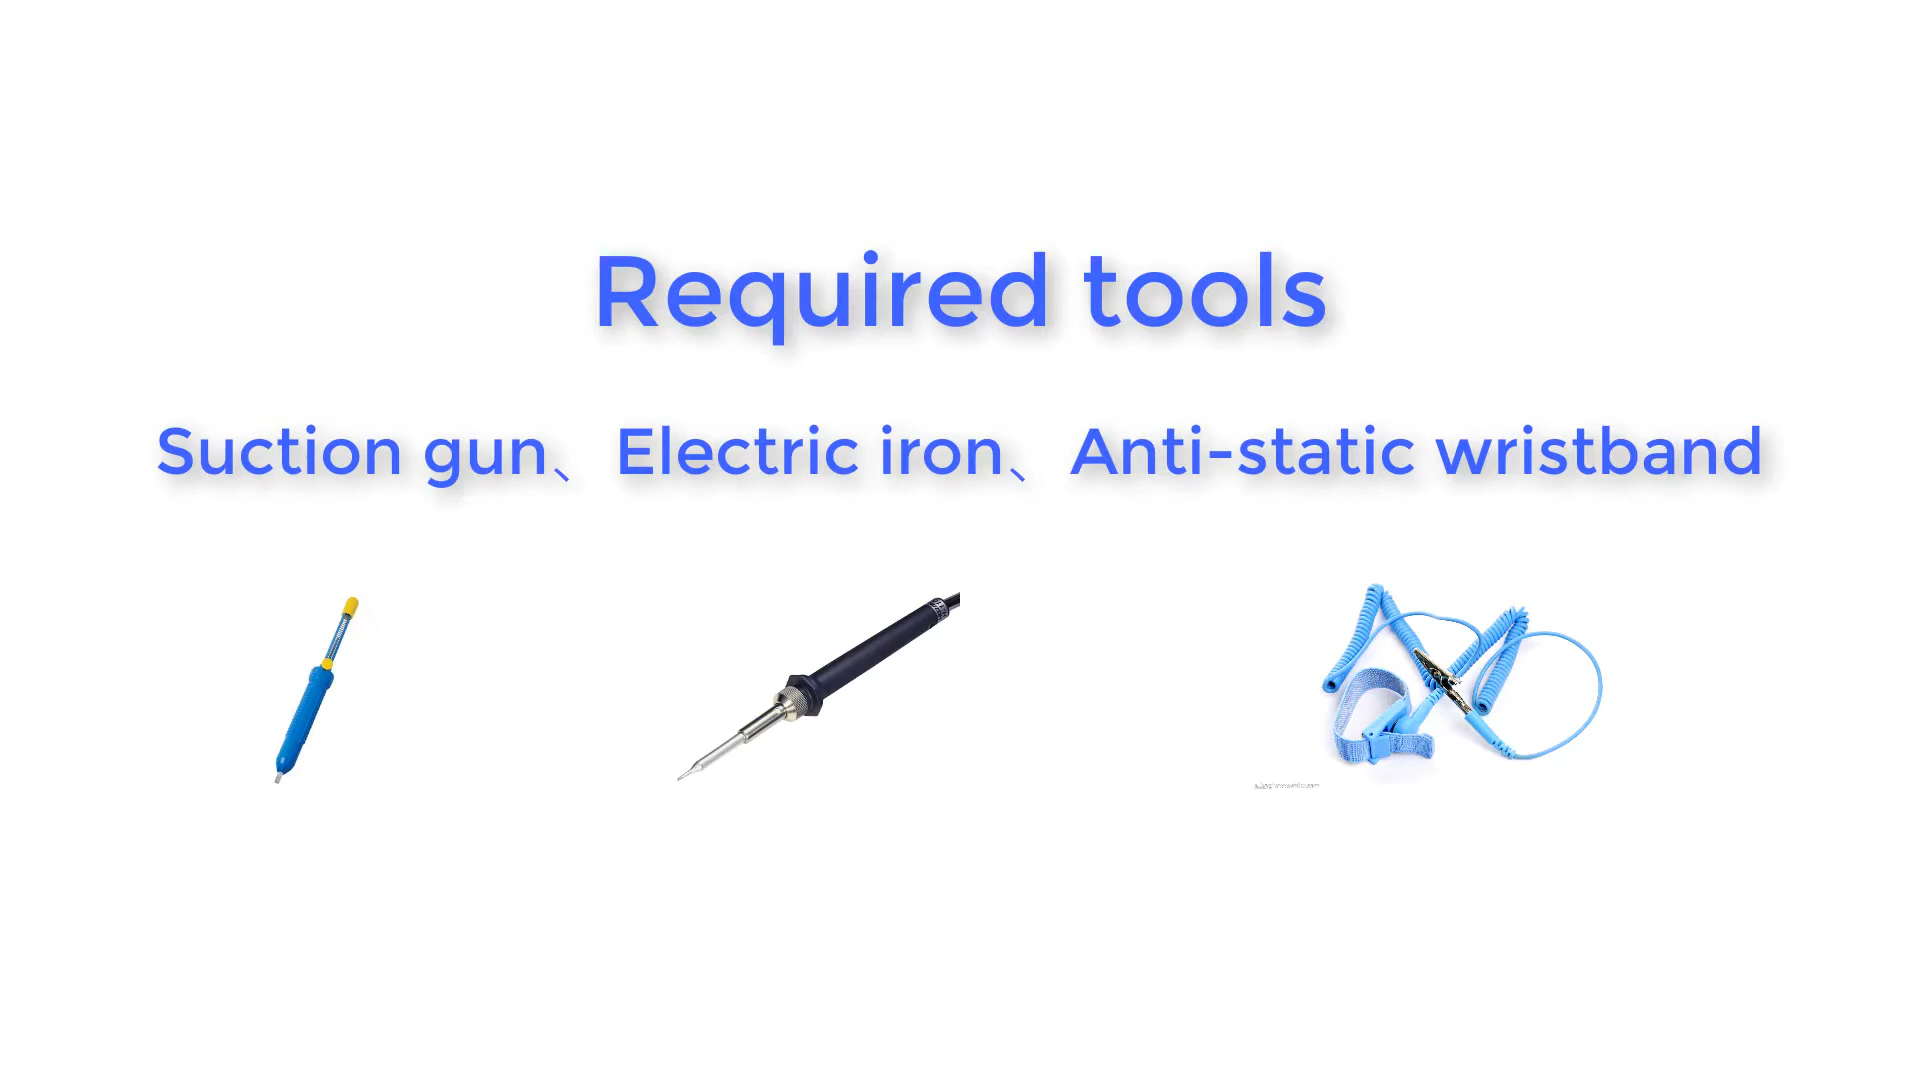 Required tools
Suction gun、Electric iron、Anti-static wristband